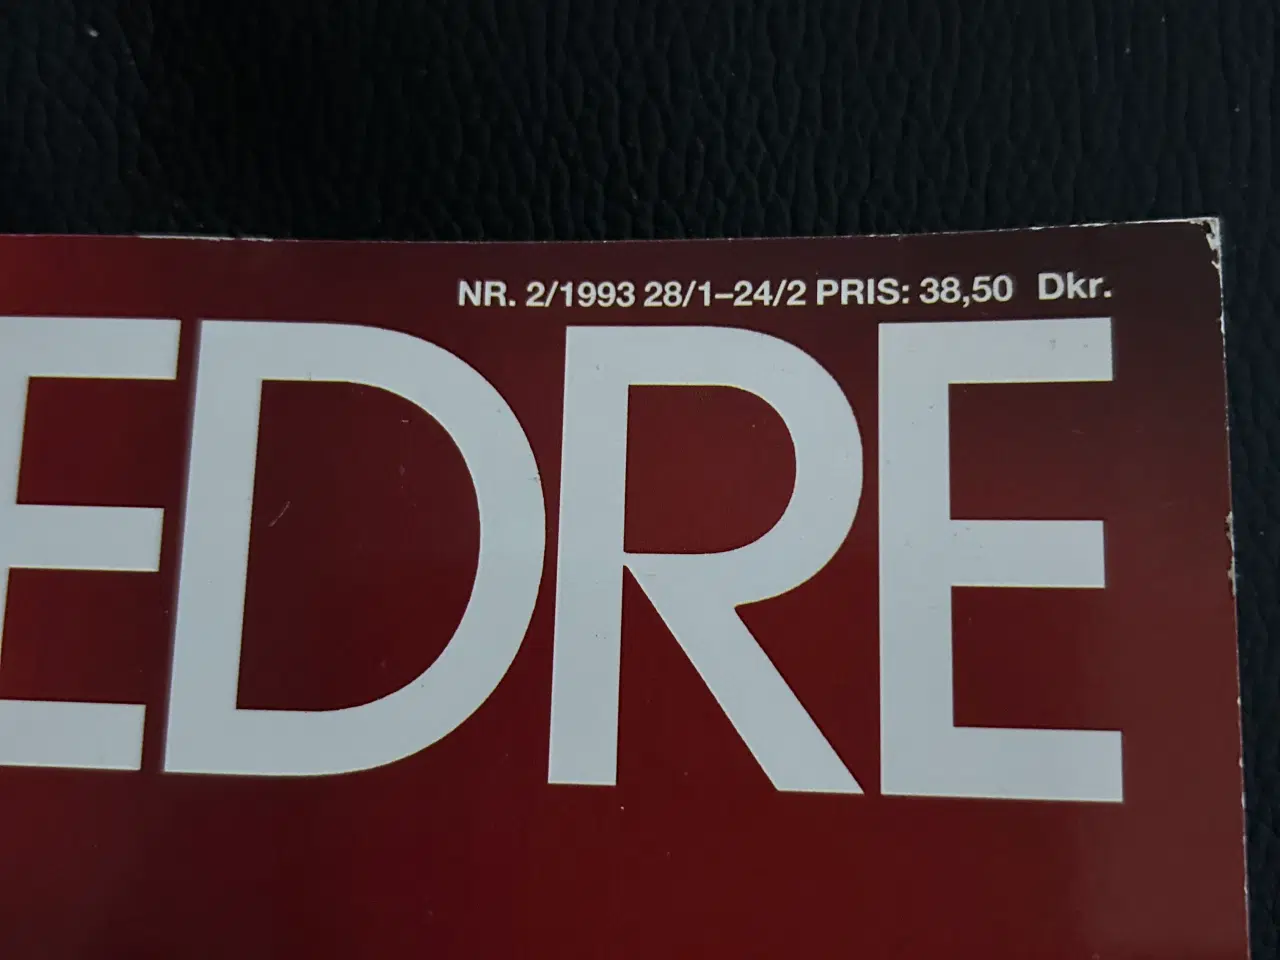 NR. 2/1993 28/1–24/2 PRIS: 38,50 Dkr.
EDRE